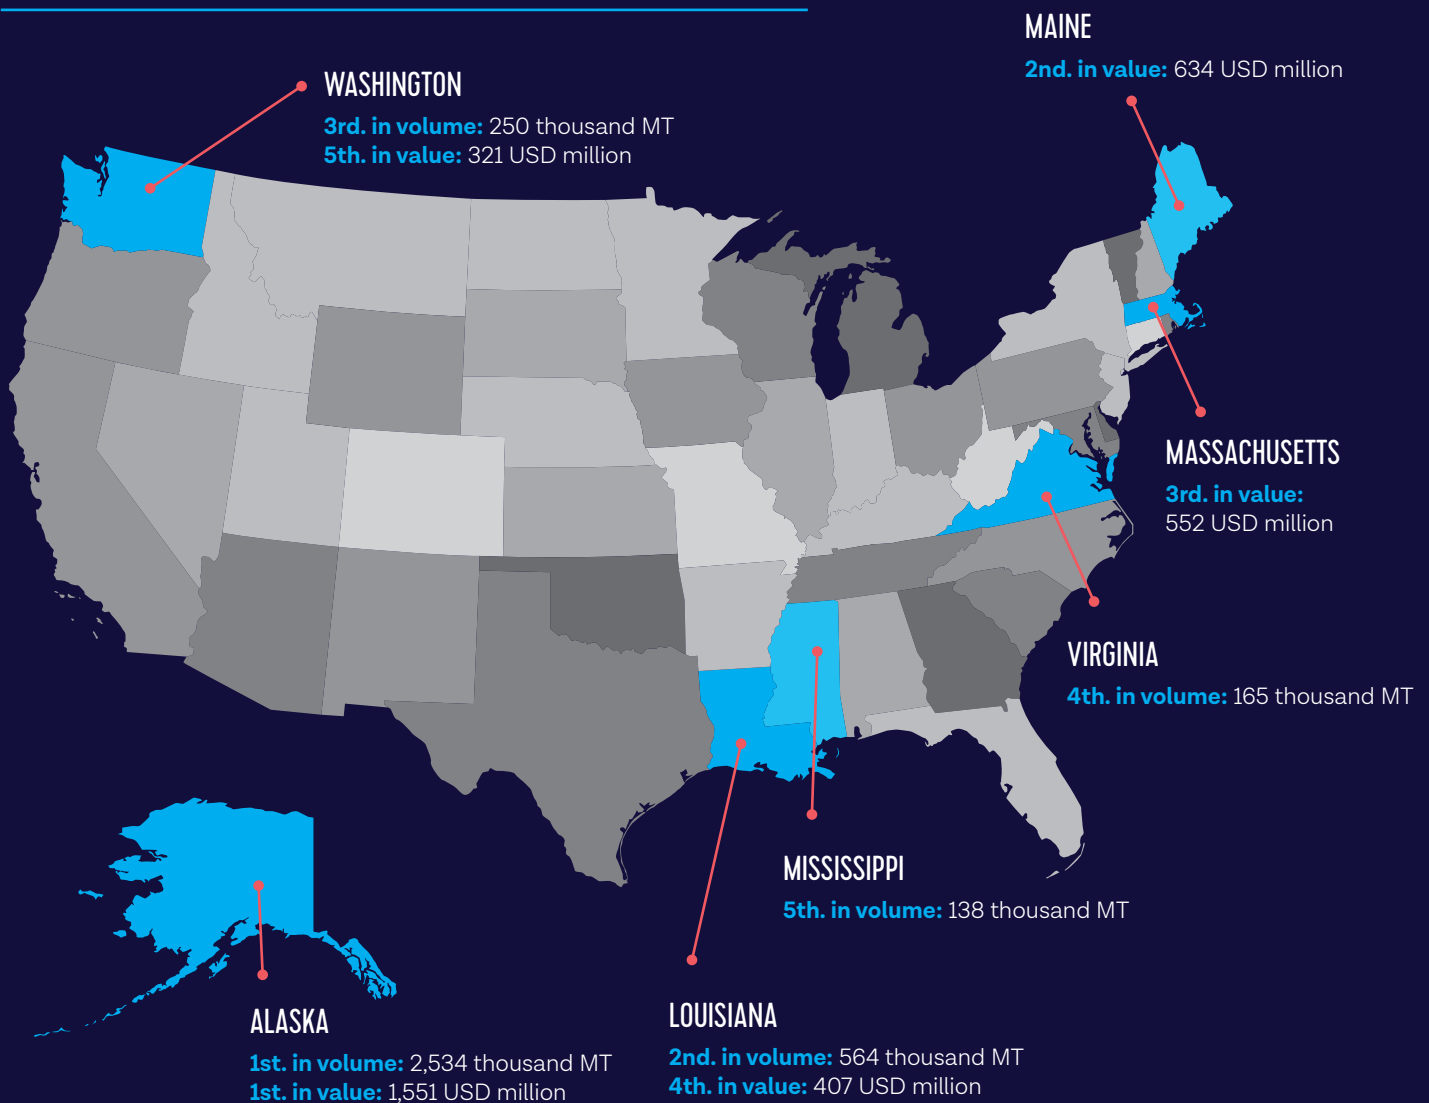 MAINE
2nd. in value: 634 USD million
WASHINGTON
3rd. in volume: 250 thousand MT
5th. in value: 321 USD million
MASSACHUSETTS
3rd. in value:
552 USD million
VIRGINIA
4th. in volume: 165 thousand MT
MISSISSIPPI
5th. in volume: 138 thousand MT
ALASKA
1st. in volume: 2,534 thousand MT
1st. in value: 1,551 USD million
LOUISIANA
2nd. in volume: 564 thousand MT
4th. in value: 407 USD million